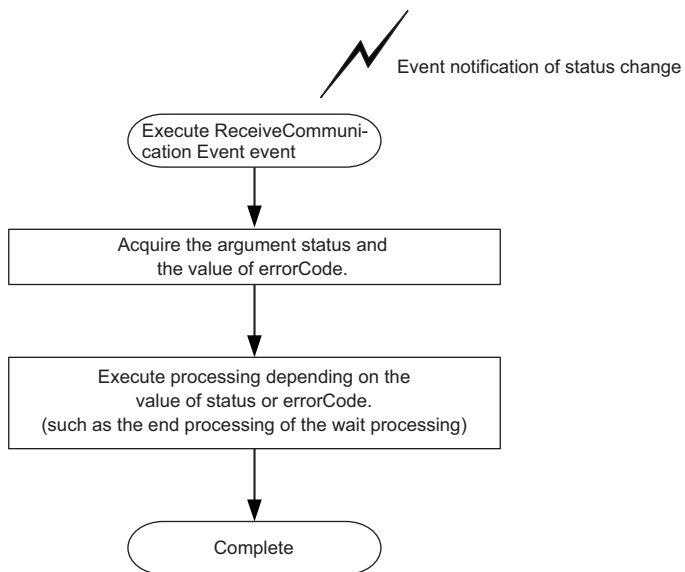 Event notification of status change
Execute ReceiveCommuni-
cation Event event
Acquire the argument status and
the value of errorCode.
Execute processing depending on the
value of status or errorCode.
(such as the end processing of the wait processing)
Complete